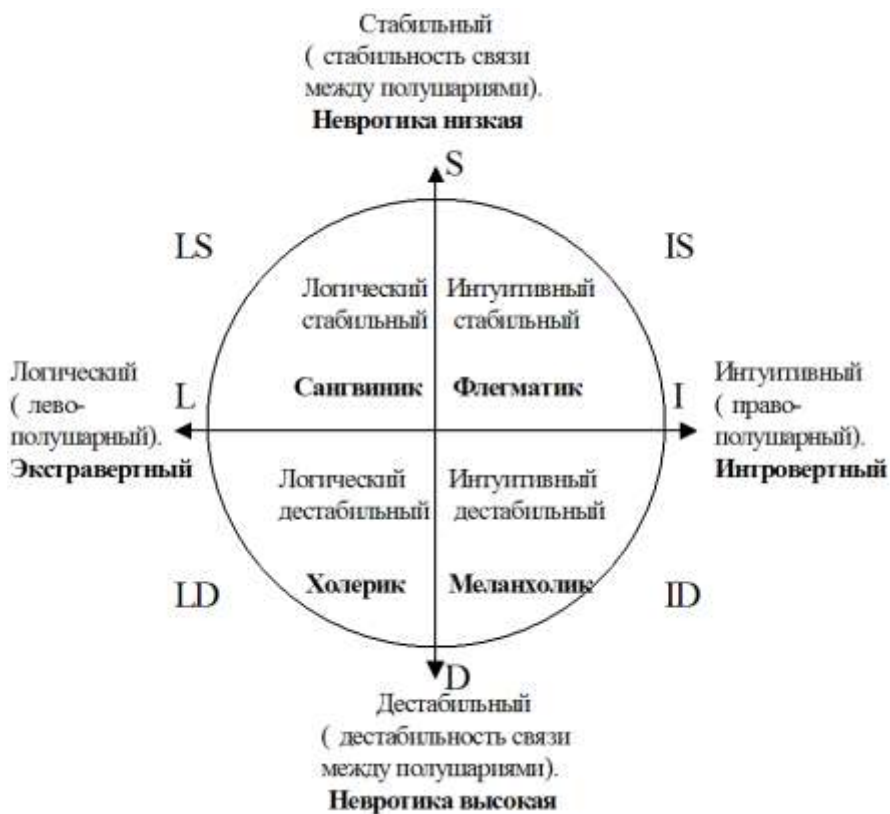 Стабильный
( стабильность связи
между полушариями).
Невротика низкая
S
LS
IS
Логический
стабильный
Интуитивный
стабильный
Логический
( лево-
полушарный).
Экстравертный
L
Сангвиник
Флегматик
I
Интуитивный
( право-
полушарный).
Интровертный
Логический
дестабильный
Интуитивный
дестабильный
LD
Холерик
Меланхолик
ID
D
Дестабильный
( дестабильность связи
между полушариями).
Невротика высокая